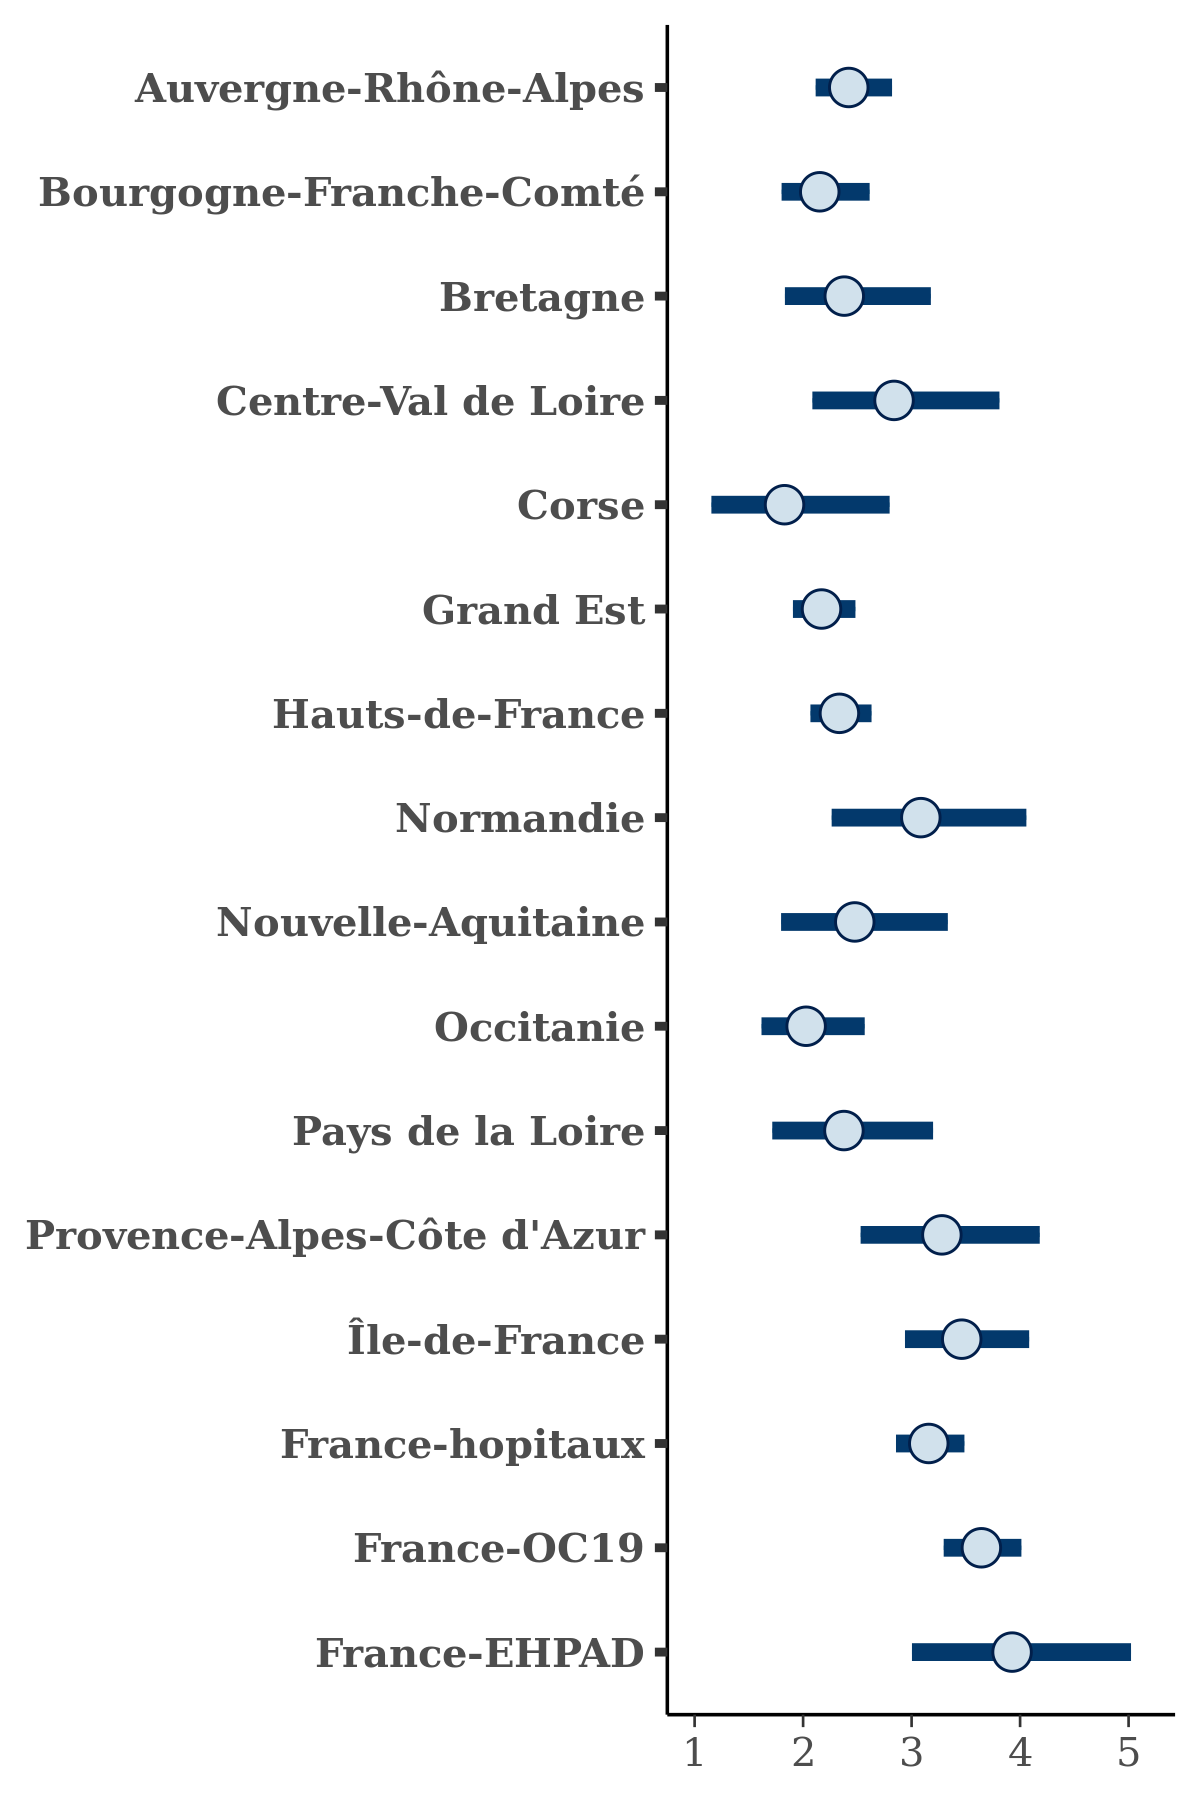 Auvergne-Rhône-Alpes
Bourgogne-Franche-Comté
Bretagne
Centre-Val de Loire
Corse
Grand Est
Hauts-de-France
Normandie
Nouvelle-Aquitaine
Occitanie
Pays de la Loire
Provence-Alpes-Côte d'Azur
Île-de-France
France-hopitaux
France-OC19
France-EHPAD
1 2 3 4 5